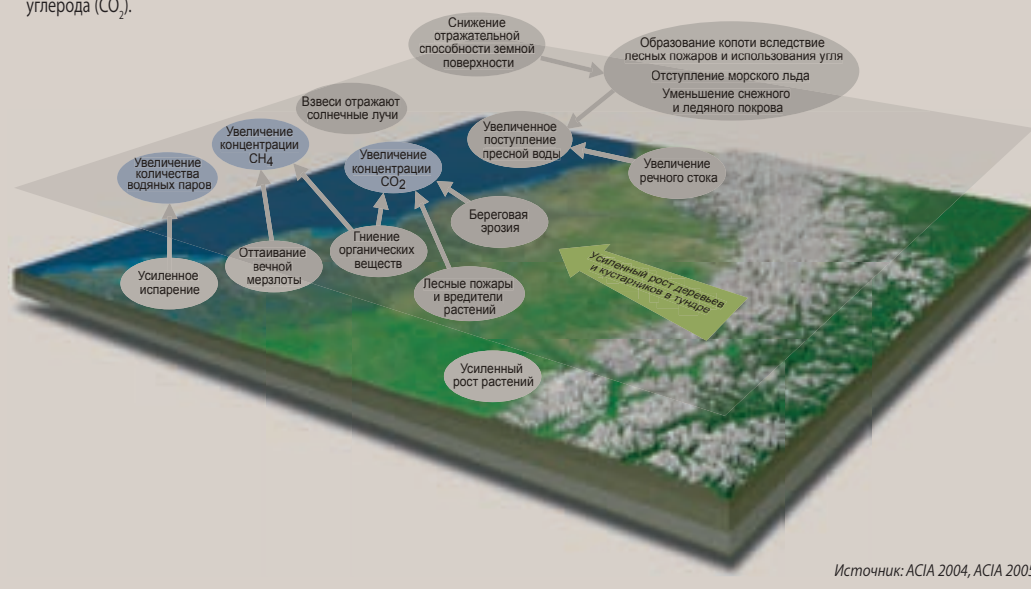 углерода (CO2).
Снижение
отражательной
способности земной
поверхности
Образование копоти вследствие
лесных пожаров и использования угля
Отступление морского льда
Уменьшение снежного
и ледяного покрова
Взвеси отражают
солнечные лучи
Увеличение
концентрации
CH4
Увеличение
количества
водяных паров
Увеличение
концентрации
CO2
Увеличенное
поступление
пресной воды
Увеличение
речного стока
Береговая
эрозия
Гниение
органических
веществ
Оттаивание
вечной
мерзлоты
Усиленное
испарение
Лесные пожары
и вредители
растений
Усиленный рост деревьев
и кустарников в тундре
Усиленный
рост растений
Источник: ACIA 2004, ACIA 2005